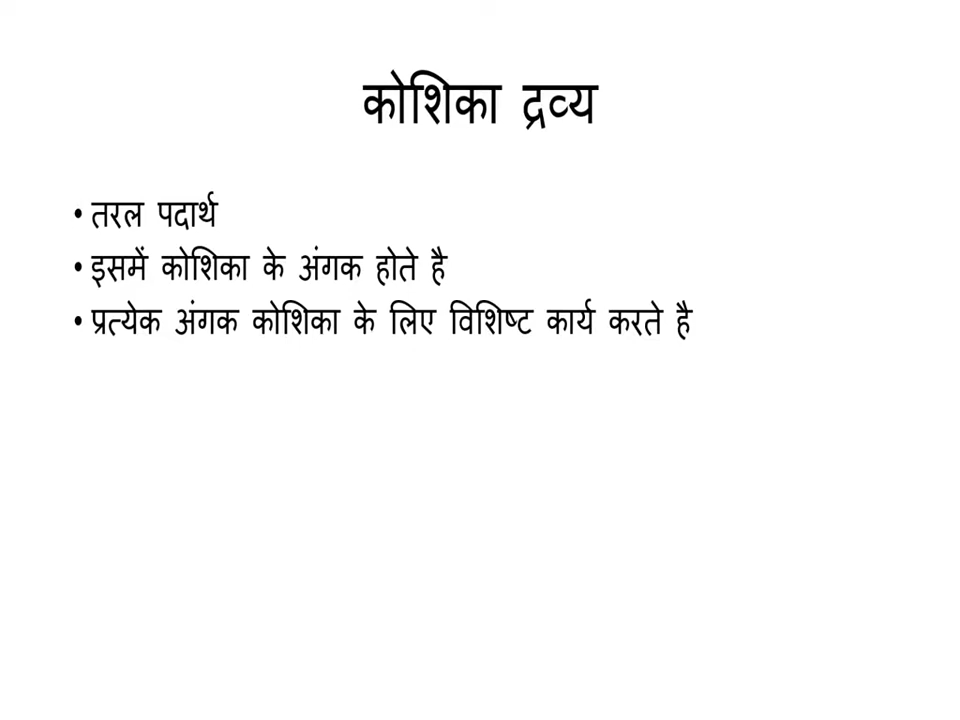 कोशिका द्रव्य
• तरल पदार्थ
• इसमें कोशिका के अंगक होते है
• प्रत्येक अंगक कोशिका के लिए विशिष्ट कार्य करते है